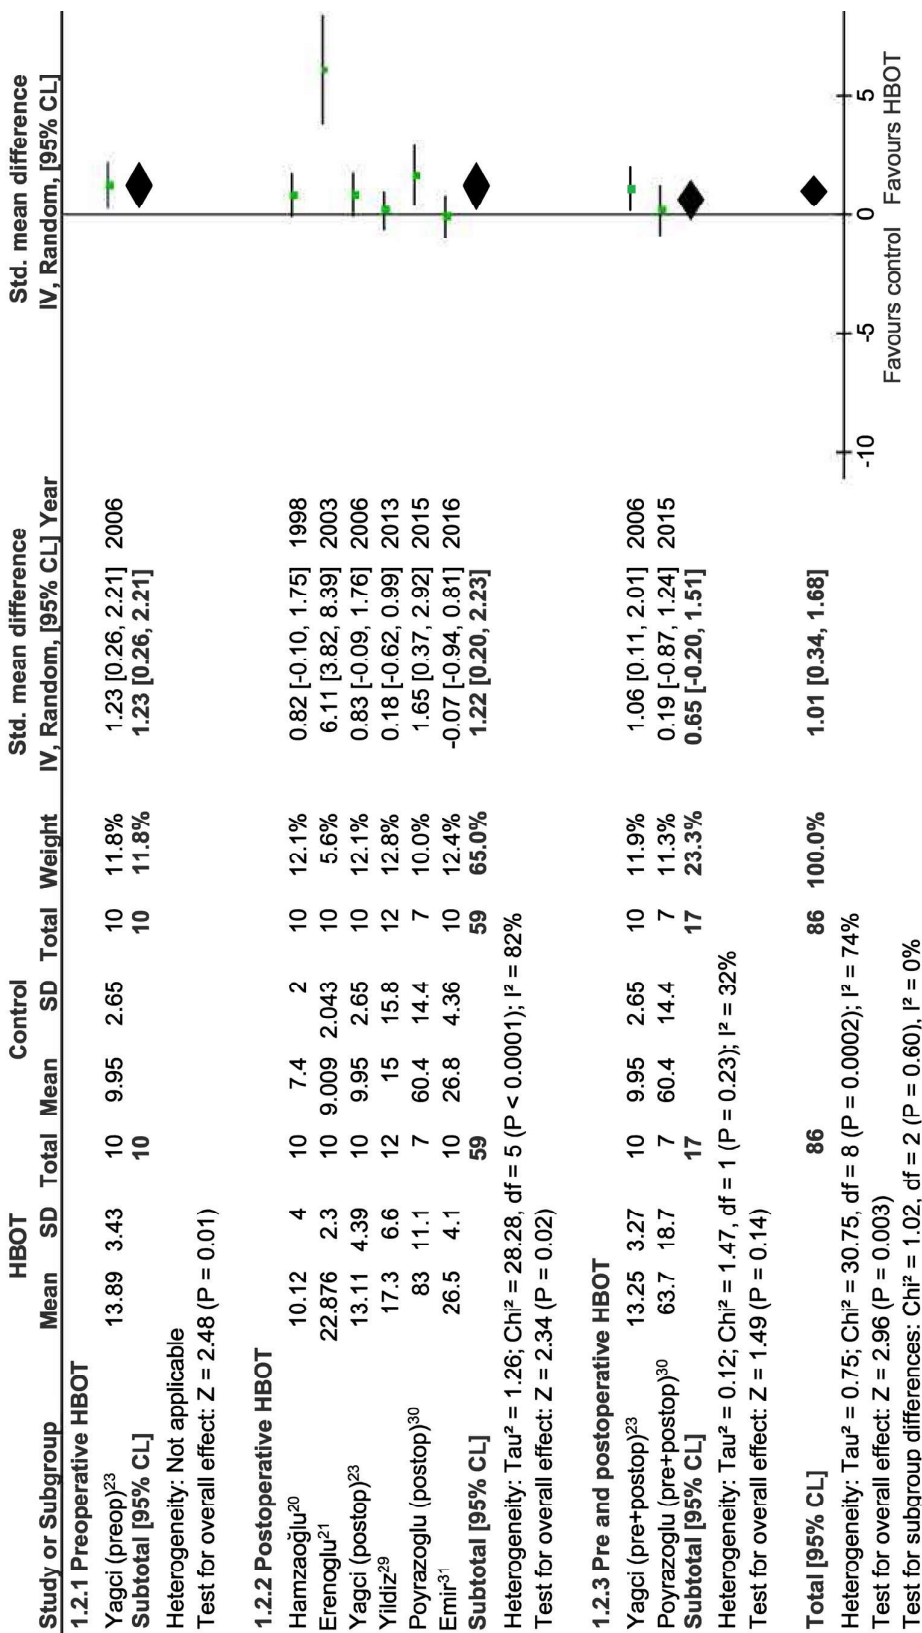 HBOT Control Std. mean difference Std. mean difference
Study or Subgroup Mean SD Total Mean SD Total Weight IV, Random, [95% CL] Year IV, Random, [95% CL]
1.2.1 Preoperative HBOT
Yagci (preop)²³ 13.89 3.43 10 9.95 2.65 10 11.8% 1.23 [0.26, 2.21] 2006
Subtotal [95% CL] 10 10 11.8% 1.23 [0.26, 2.21]
Heterogeneity: Not applicable
Test for overall effect: Z = 2.48 (P = 0.01)
1.2.2 Postoperative HBOT
Hamzaoğlu²⁰ 10.12 4 10 7.4 2 10 12.1% 0.82 [-0.10, 1.75] 1998
Erenoglu²¹ 22.876 2.3 10 9.009 2.043 10 5.6% 6.11 [3.82, 8.39] 2003
Yagci (postop)²³ 13.11 4.39 10 9.95 2.65 10 12.1% 0.83 [-0.09, 1.76] 2006
Yildiz²⁹ 17.3 6.6 12 15 15.8 12 12.8% 0.18 [-0.62, 0.99] 2013
Poyrazoglu (postop)³⁰ 83 11.1 7 60.4 14.4 7 10.0% 1.65 [0.37, 2.92] 2015
Emir³¹ 26.5 4.1 10 26.8 4.36 10 12.4% -0.07 [-0.94, 0.81] 2016
Subtotal [95% CL] 59 59 65.0% 1.22 [0.20, 2.23]
Heterogeneity: Tau² = 1.26; Chi² = 28.28, df = 5 (P < 0.0001); I² = 82%
Test for overall effect: Z = 2.34 (P = 0.02)
1.2.3 Pre and postoperative HBOT
Yagci (pre+postop)²³ 13.25 3.27 10 9.95 2.65 10 11.9% 1.06 [0.11, 2.01] 2006
Poyrazoglu (pre+postop)³⁰ 63.7 18.7 7 60.4 14.4 7 11.3% 0.19 [-0.87, 1.24] 2015
Subtotal [95% CL] 17 17 23.3% 0.65 [-0.20, 1.51]
Heterogeneity: Tau² = 0.12; Chi² = 1.47, df = 1 (P = 0.23); I² = 32%
Test for overall effect: Z = 1.49 (P = 0.14)
Total [95% CL] 86 86 100.0% 1.01 [0.34, 1.68]
Heterogeneity: Tau² = 0.75; Chi² = 30.75, df = 8 (P = 0.0002); I² = 74%
Test for overall effect: Z = 2.96 (P = 0.003)
Test for subgroup differences: Chi² = 1.02, df = 2 (P = 0.60), I² = 0%
-10 -5 0 5
Favours control Favours HBOT